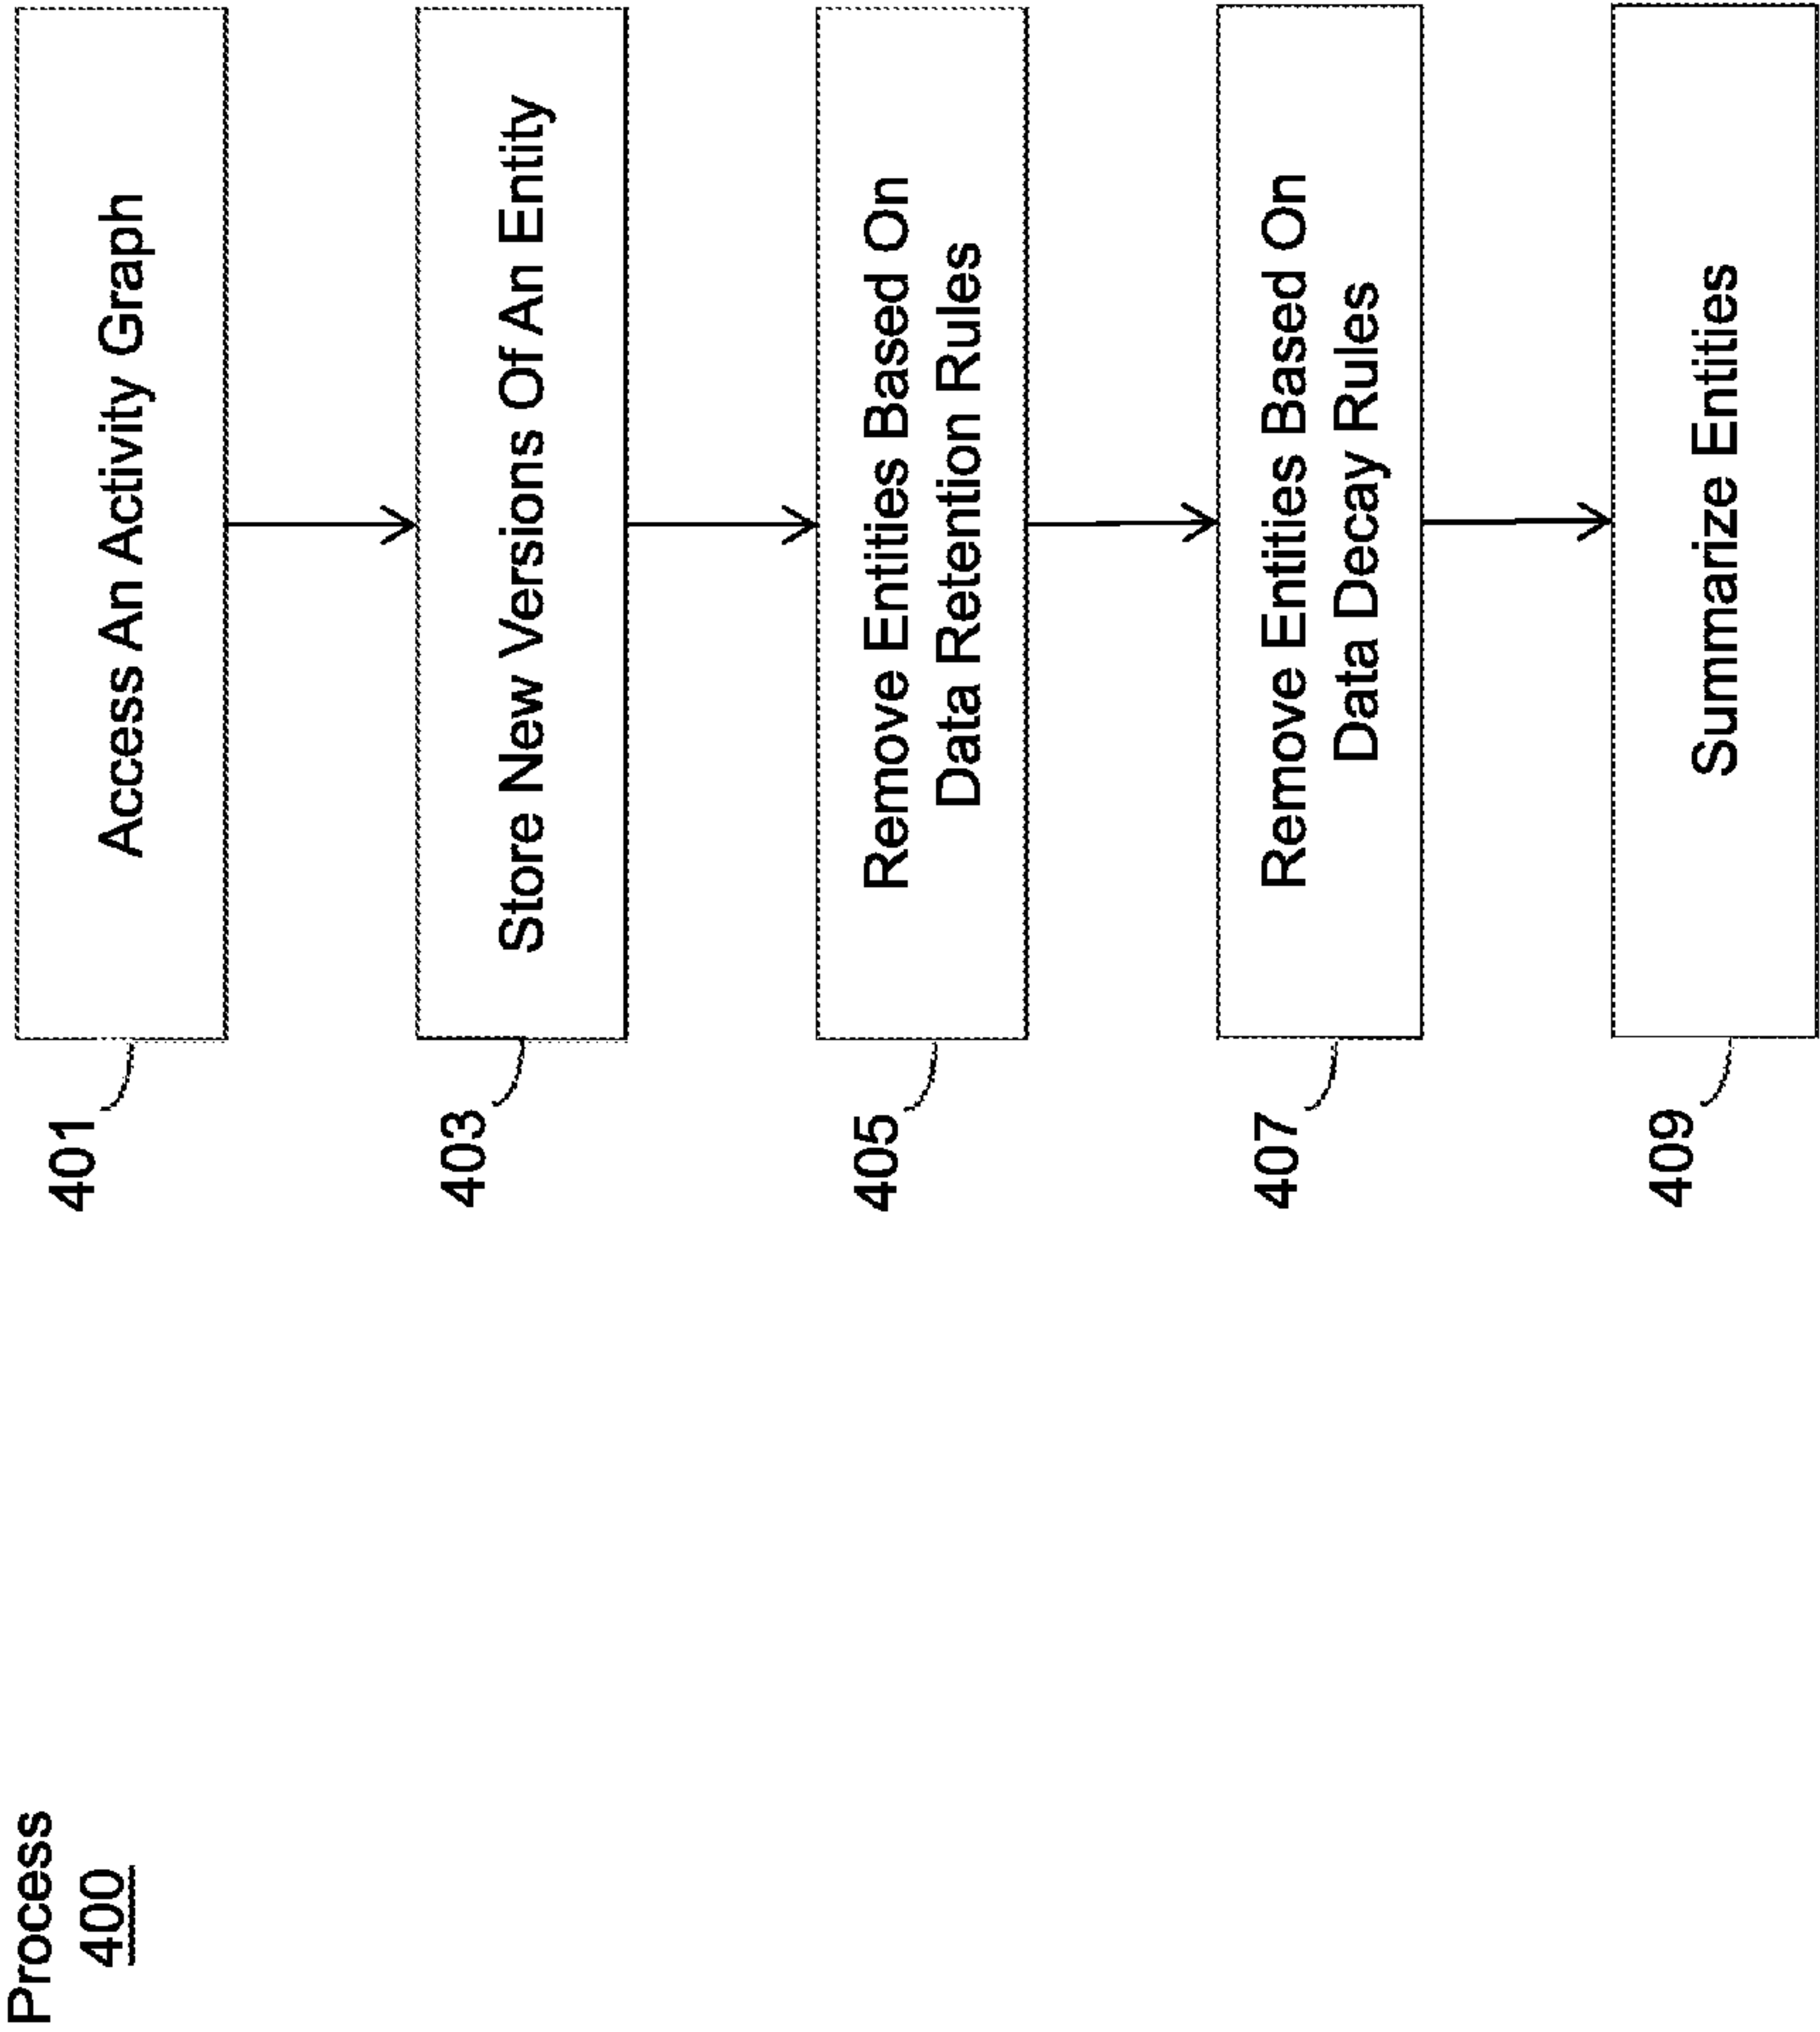 Process
400
401
Access An Activity Graph
403
Store New Versions Of An Entity
405
Remove Entities Based On
Data Retention Rules
407
Remove Entities Based On
Data Decay Rules
409
Summarize Entities